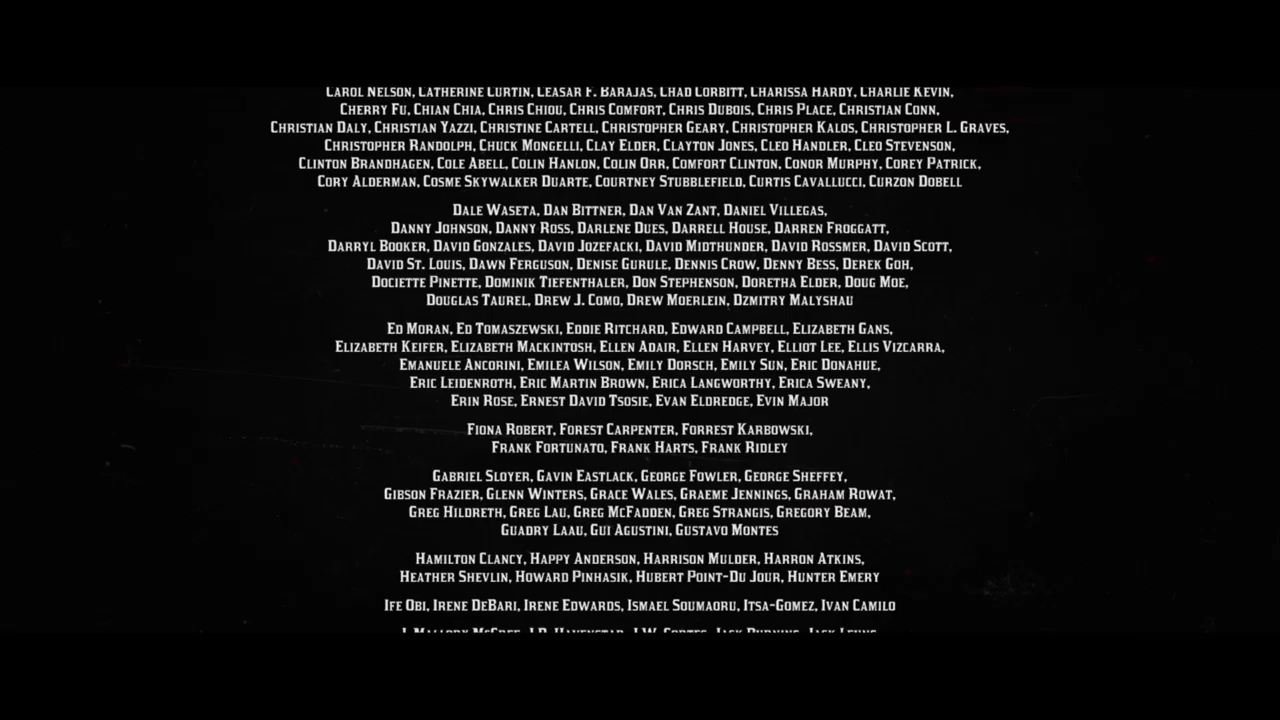 Carol Nelson, Catherine Curtin, Ceasar F. Barajas, Chad Corbitt, Charissa Hardy, Charlie Kevin,
Cherry Fu, Chian Chia, Chris Chiou, Chris Comfort, Chris Dubois, Chris Place, Christian Conn,
Christian Daly, Christian Yazzi, Christine Cartell, Christopher Geary, Christopher Kalos, Christopher L. Graves,
Christopher Randolph, Chuck Mongelli, Clay Elder, Clayton Jones, Cleo Handler, Cleo Stevenson,
Clinton Brandhagen, Cole Abell, Colin Hanlon, Colin Orr, Comfort Clinton, Conor Murphy, Corey Patrick,
Cory Alderman, Cosme Skywalker Duarte, Courtney Stubblefield, Curtis Cavallucci, Curzon Dobell
Dale Waseta, Dan Bittner, Dan Van Zant, Daniel Villegas,
Danny Johnson, Danny Ross, Darlene Dues, Darrell House, Darren Froggatt,
Darryl Booker, David Gonzales, David Jozefacki, David Midthunder, David Rossmer, David Scott,
David St. Louis, Dawn Ferguson, Denise Gurule, Dennis Crow, Denny Bess, Derek Goh,
Dociette Pinette, Dominik Tiefenthaler, Don Stephenson, Doretha Elder, Doug Moe,
Douglas Taurel, Drew J. Como, Drew Moerlein, Dzmitry Malyshau
Ed Moran, Ed Tomaszewski, Eddie Ritchard, Edward Campbell, Elizabeth Gans,
Elizabeth Keifer, Elizabeth Mackintosh, Ellen Adair, Ellen Harvey, Elliot Lee, Ellis Vizcarra,
Emanuele Ancorini, Emilea Wilson, Emily Dorsch, Emily Sun, Eric Donahue,
Eric Leidenroth, Eric Martin Brown, Erica Langworthy, Erica Sweany,
Erin Rose, Ernest David Tsosie, Evan Eldredge, Evin Major
Fiona Robert, Forest Carpenter, Forrest Karbowski,
Frank Fortunato, Frank Harts, Frank Ridley
Gabriel Sloyer, Gavin Eastlack, George Fowler, George Sheffey,
Gibson Frazier, Glenn Winters, Grace Wales, Graeme Jennings, Graham Rowat,
Greg Hildreth, Greg Lau, Greg McFadden, Greg Strangis, Gregory Beam,
Guadry Laau, Gui Agustini, Gustavo Montes
Hamilton Clancy, Happy Anderson, Harrison Mulder, Harron Atkins,
Heather Shevlin, Howard Pinhasik, Hubert Point-Du Jour, Hunter Emery
Ife Obi, Irene DeBari, Irene Edwards, Ismael Soumaoru, Itsa-Gomez, Ivan Camilo